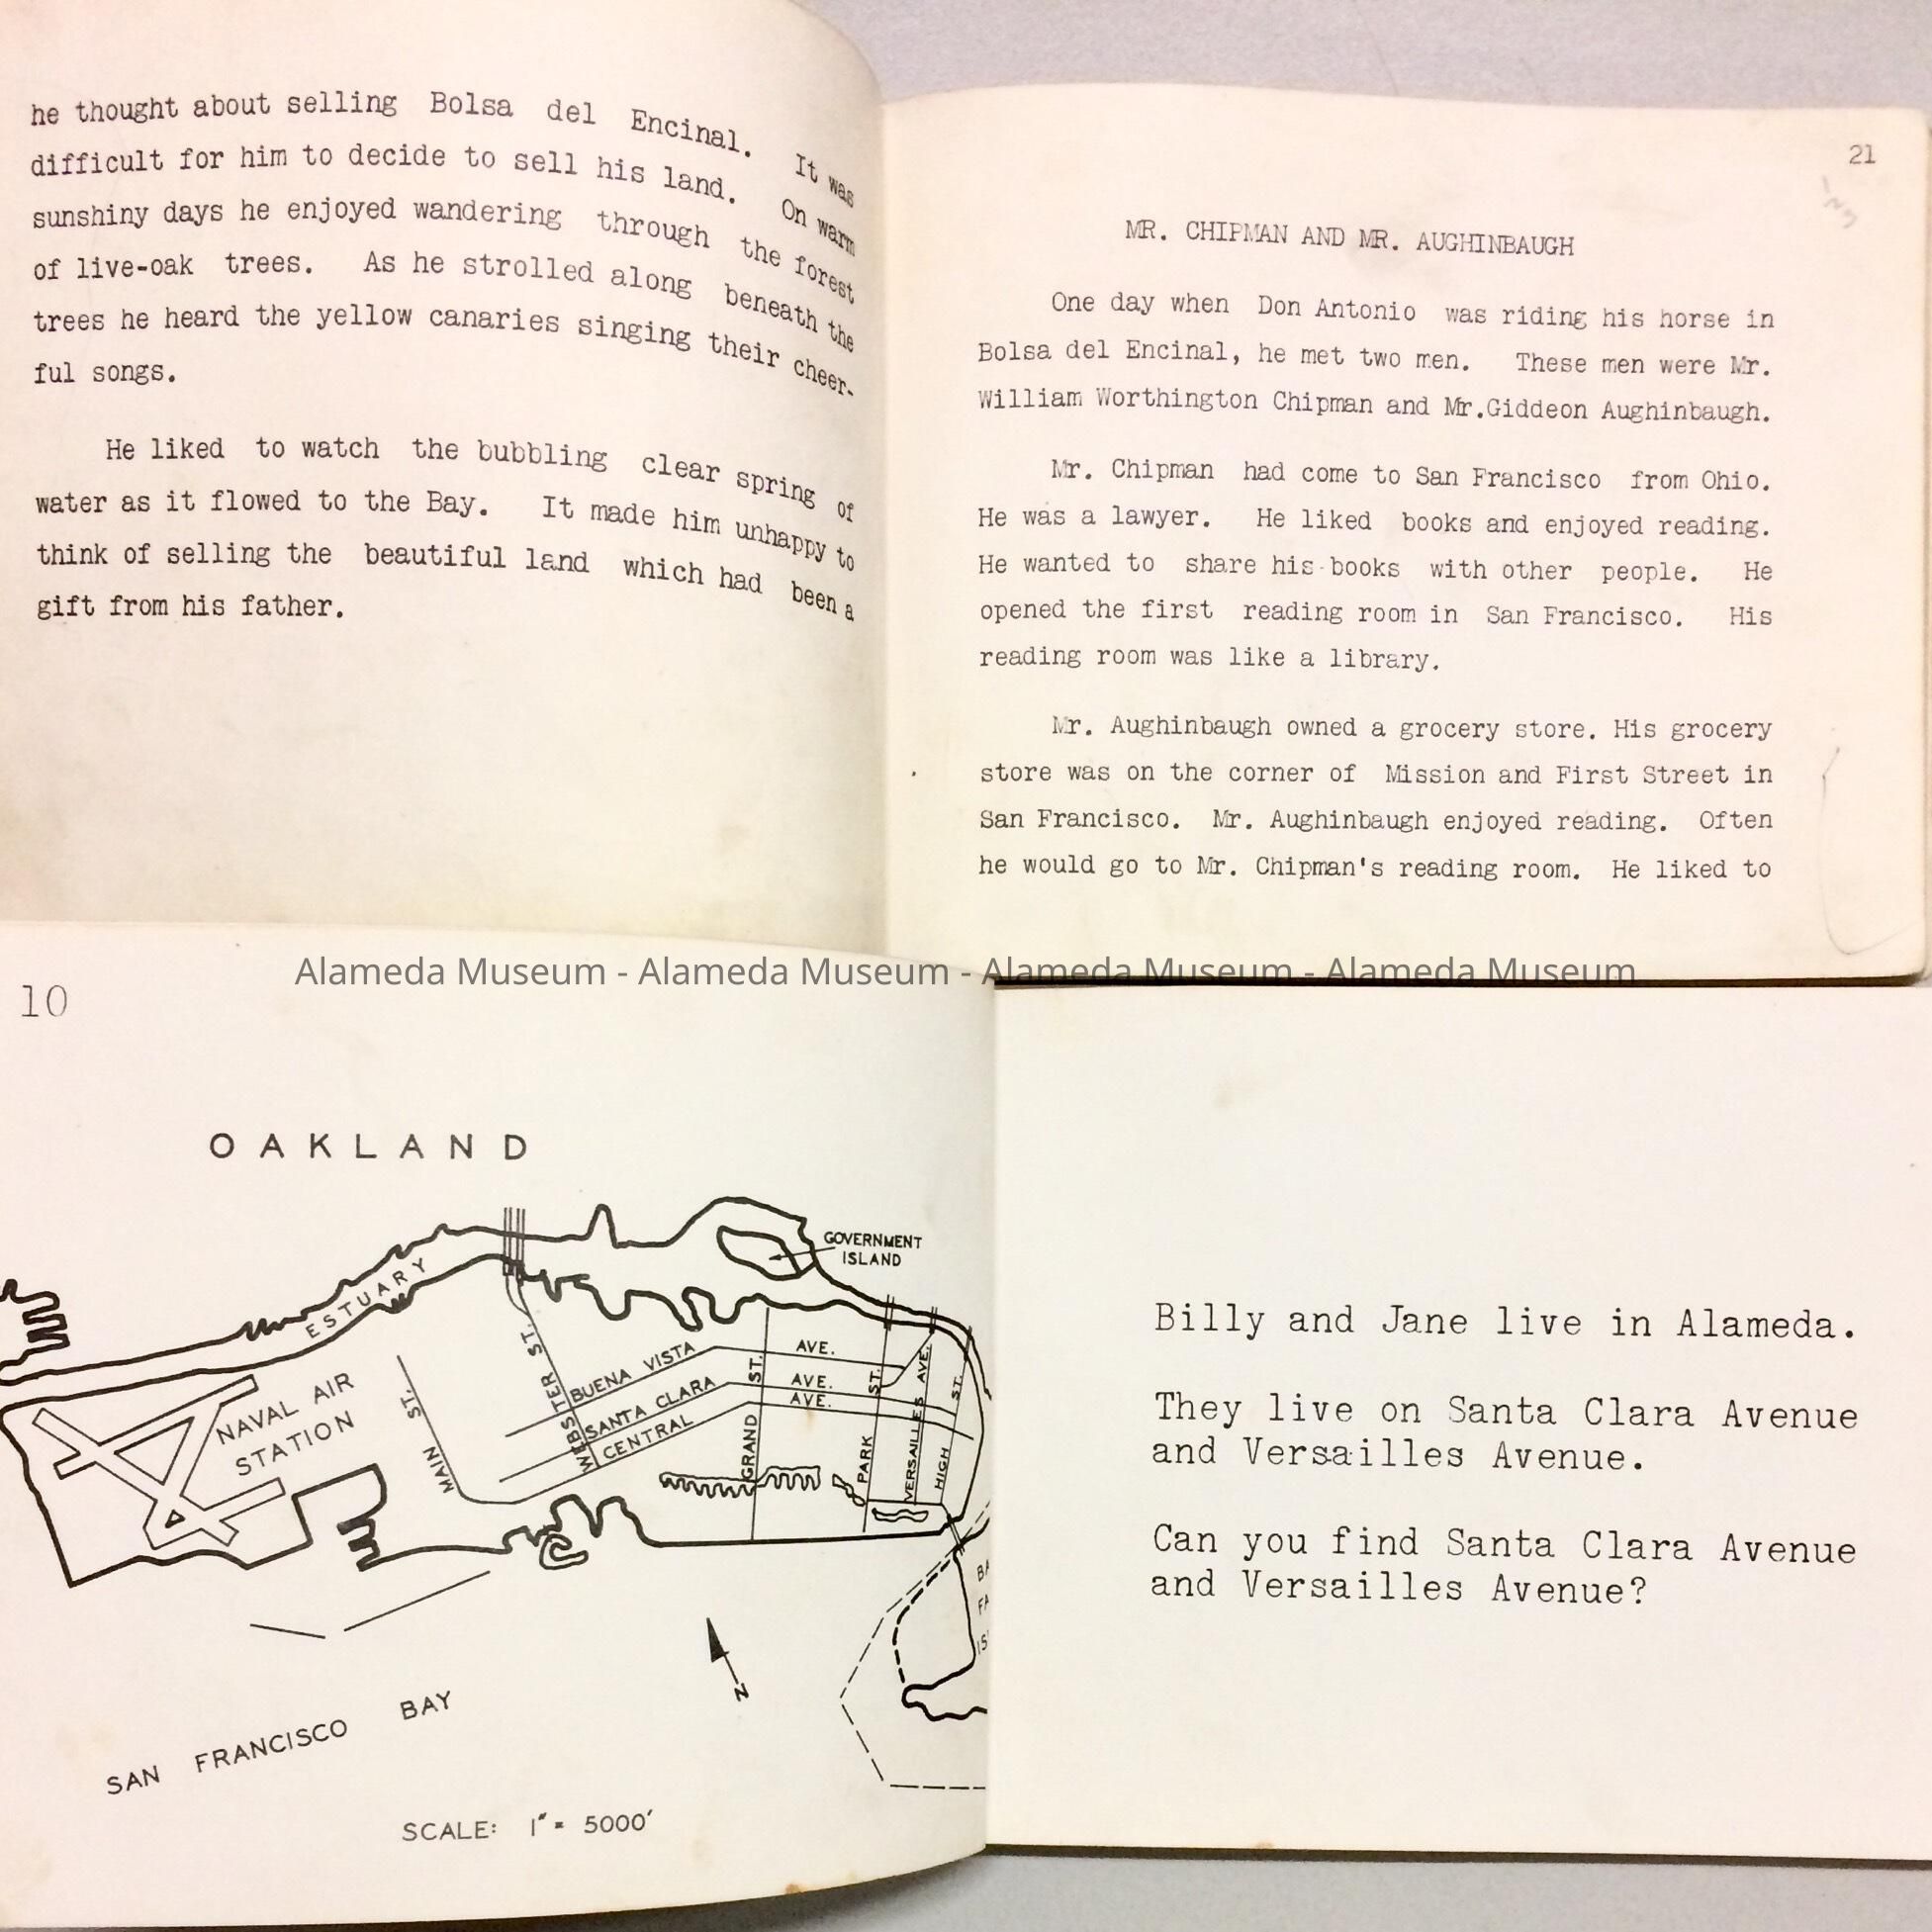 he thought about selling Bolsa del Encinal. It was
difficult for him to decide to sell his land. On warm
sunshiny days he enjoyed wandering through the forest
of live-oak trees. As he strolled along beneath the
trees he heard the yellow canaries singing their cheer-
ful songs.
He liked to watch the bubbling clear spring of
water as it flowed to the Bay. It made him unhappy to
think of selling the beautiful land which had been a
gift from his father.
21
MR. CHIPMAN AND MR. AUGHINBAUGH
One day when Don Antonio was riding his horse in
Bolsa del Encinal, he met two men. These men were Mr.
William Worthington Chipman and Mr.Giddeon Aughinbaugh.
Mr. Chipman had come to San Francisco from Ohio.
He was a lawyer. He liked books and enjoyed reading.
He wanted to share his books with other people. He
opened the first reading room in San Francisco. His
reading room was like a library.
Mr. Aughinbaugh owned a grocery store. His grocery
store was on the corner of Mission and First Street in
San Francisco. Mr. Aughinbaugh enjoyed reading. Often
he would go to Mr. Chipman's reading room. He liked to
Alameda Museum - Alameda Museum - Alameda Museum - Alameda Museum
10
OAKLAND
GOVERNMENT
ISLAND
ESTUARY
NAVAL AIR
STATION
MAIN ST.
WEBSTER ST.
BUENA VISTA AVE.
SANTA CLARA AVE.
CENTRAL AVE.
GRAND ST.
PARK ST.
VERSAILLES AVE.
HIGH ST.
N
SAN FRANCISCO BAY
SCALE: 1" = 5000'
Billy and Jane live in Alameda.
They live on Santa Clara Avenue
and Versailles Avenue.
Can you find Santa Clara Avenue
and Versailles Avenue?